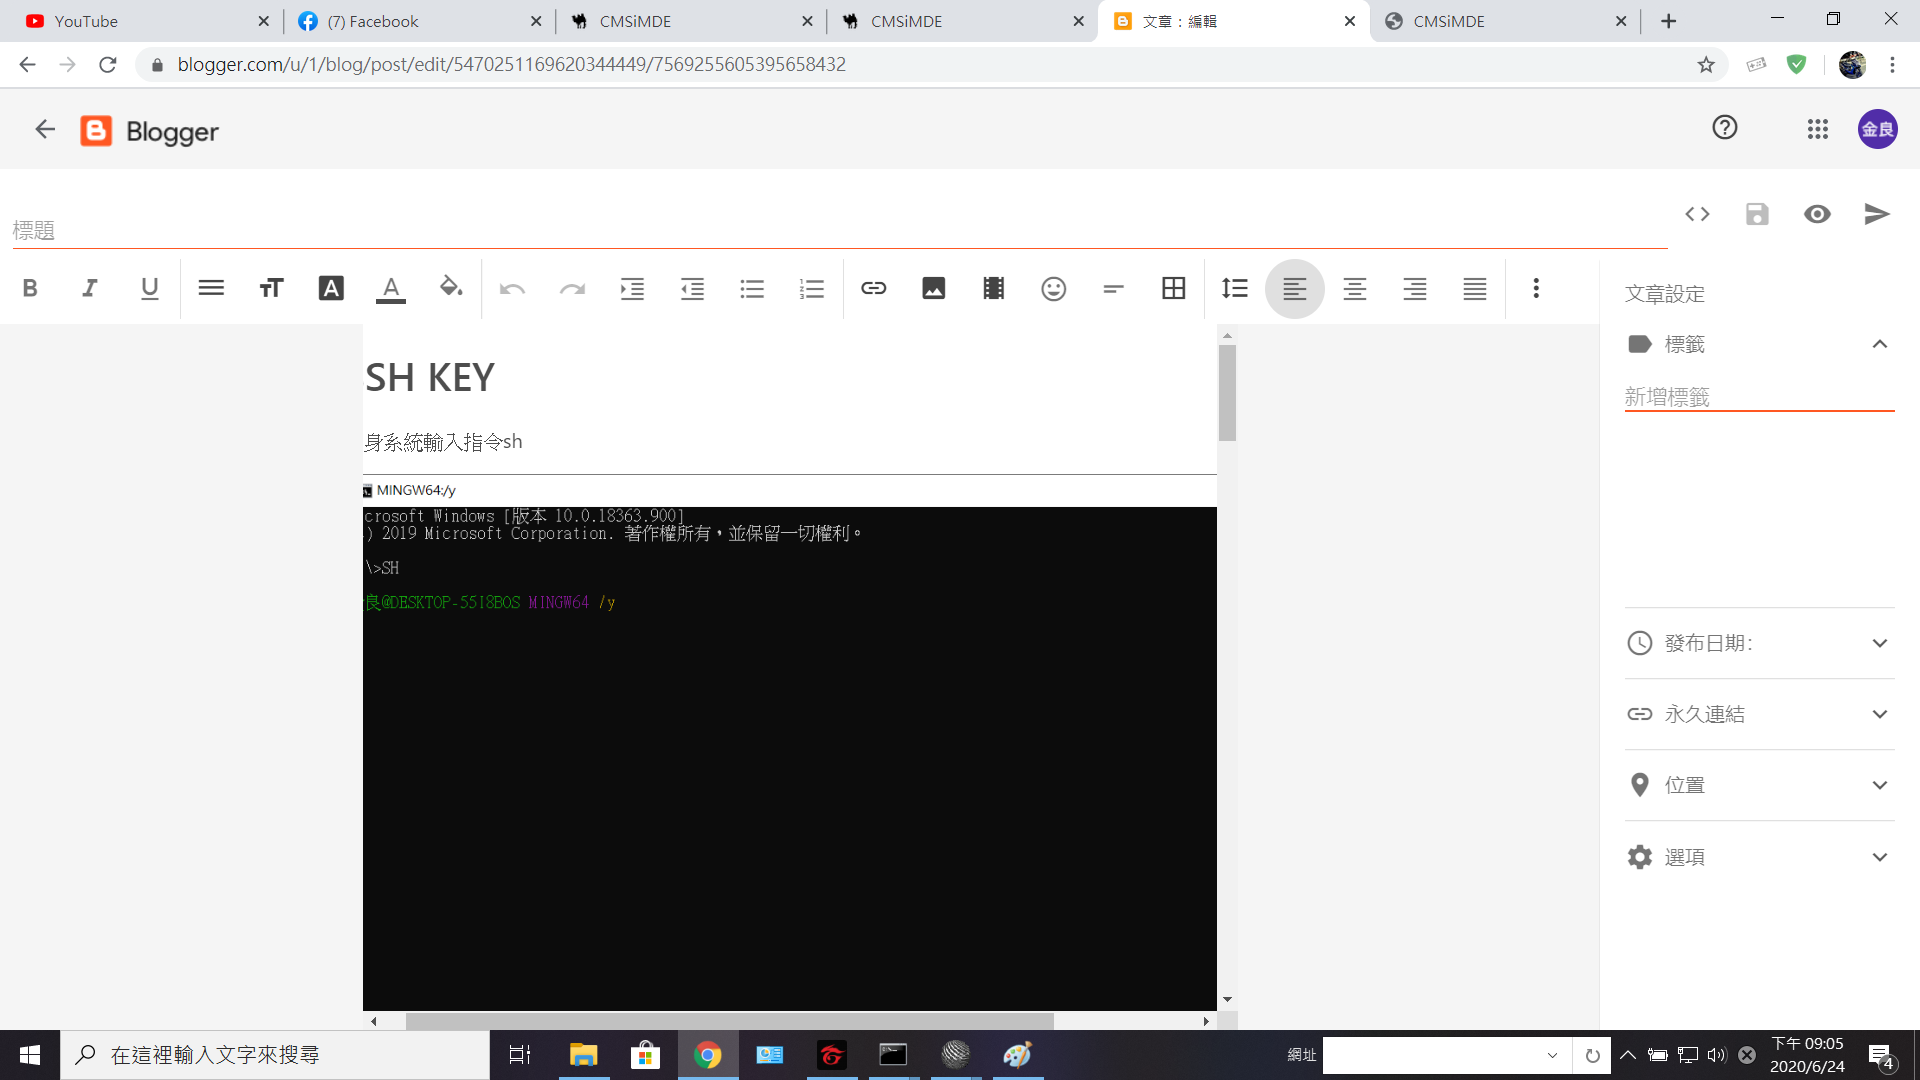 YouTube
(7) Facebook
CMSiMDE
CMSiMDE
文章：編輯
CMSiMDE
blogger.com/u/1/blog/post/edit/5470251169620344449/7569255605395658432
Blogger
金良
標題
文章設定
標籤
新增標籤
發布日期:
永久連結
位置
選項
SH KEY
身系統輸入指令sh
MINGW64:/y
crosoft Windows [版本 10.0.18363.900]
) 2019 Microsoft Corporation. 著作權所有，並保留一切權利。
\>SH
良@DESKTOP-55I8BOS MINGW64 /y
在這裡輸入文字來搜尋
網址
下午 09:05
2020/6/24
4